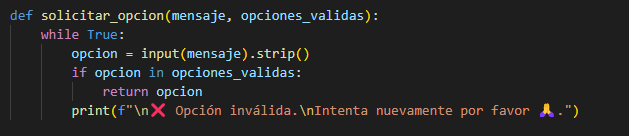 def solicitar_opcion(mensaje, opciones_validas):
    while True:
        opcion = input(mensaje).strip()
        if opcion in opciones_validas:
            return opcion
        print(f"\n❌ Opción inválida.\nIntenta nuevamente por favor 🙏.")